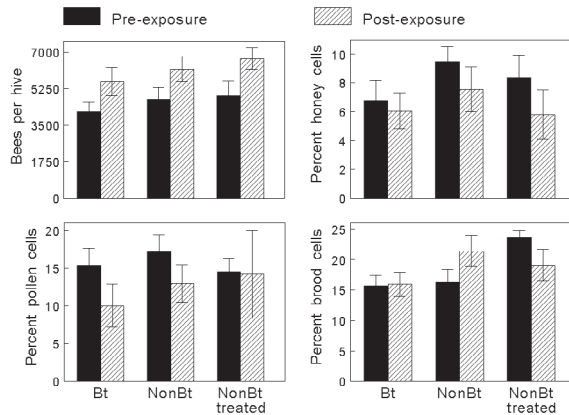 Pre-exposure
Post-exposure
Bees per hive
7000
5250
3500
1750
0
Percent honey cells
10
8
6
4
2
0
Percent pollen cells
20
15
10
5
0
Bt
NonBt
NonBt
treated
Percent brood cells
25
20
15
10
5
0
Bt
NonBt
NonBt
treated